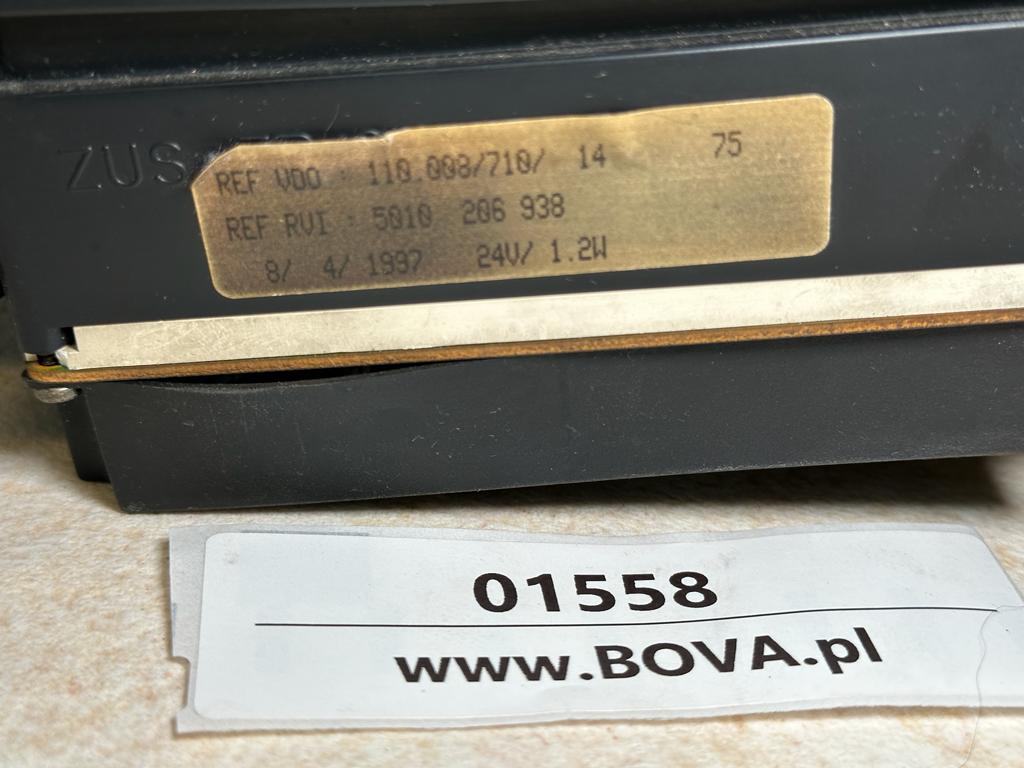 ZUS
REF VDO : 110.008/710/ 14 75
REF RVI : 5010 206 938
8/ 4/ 1997 24V/ 1.2W
01558
www.BOVA.pl